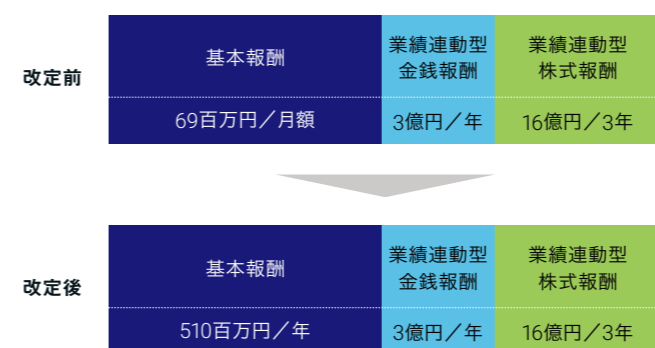 改定前
基本報酬
業績連動型
金銭報酬
業績連動型
株式報酬
69百万円／月額
3億円／年
16億円／3年
改定後
基本報酬
業績連動型
金銭報酬
業績連動型
株式報酬
510百万円／年
3億円／年
16億円／3年